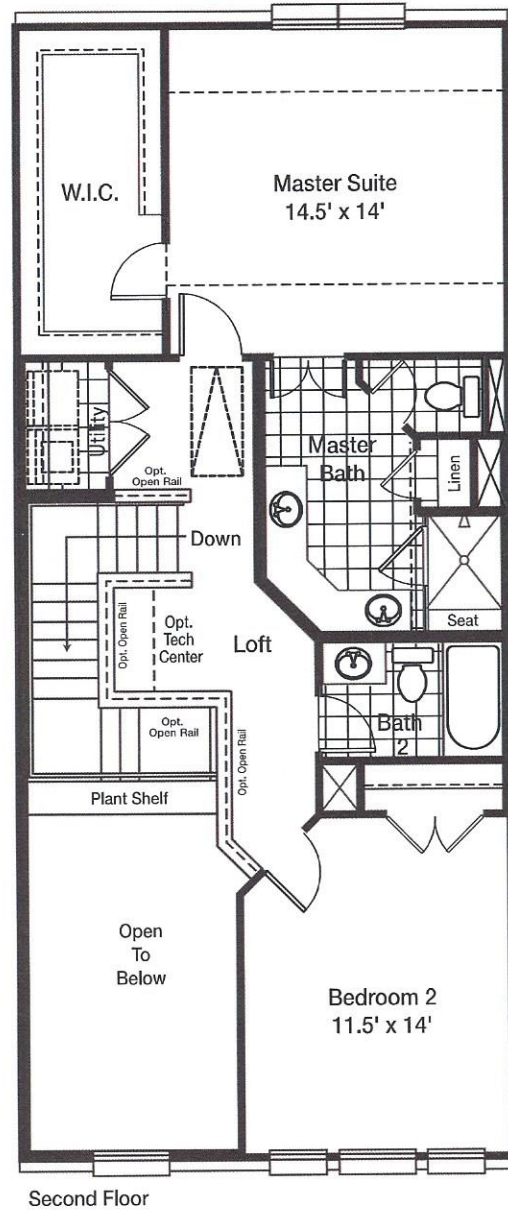 W.I.C.
Master Suite
14.5' x 14'
Utility
Opt.
Open Rail
Master
Bath
Linen
Down
Opt. Open Rail
Opt.
Tech
Center
Loft
Seat
Opt.
Open Rail
Opt. Open Rail
Bath
2
Plant Shelf
Open
To
Below
Bedroom 2
11.5' x 14'
Second Floor